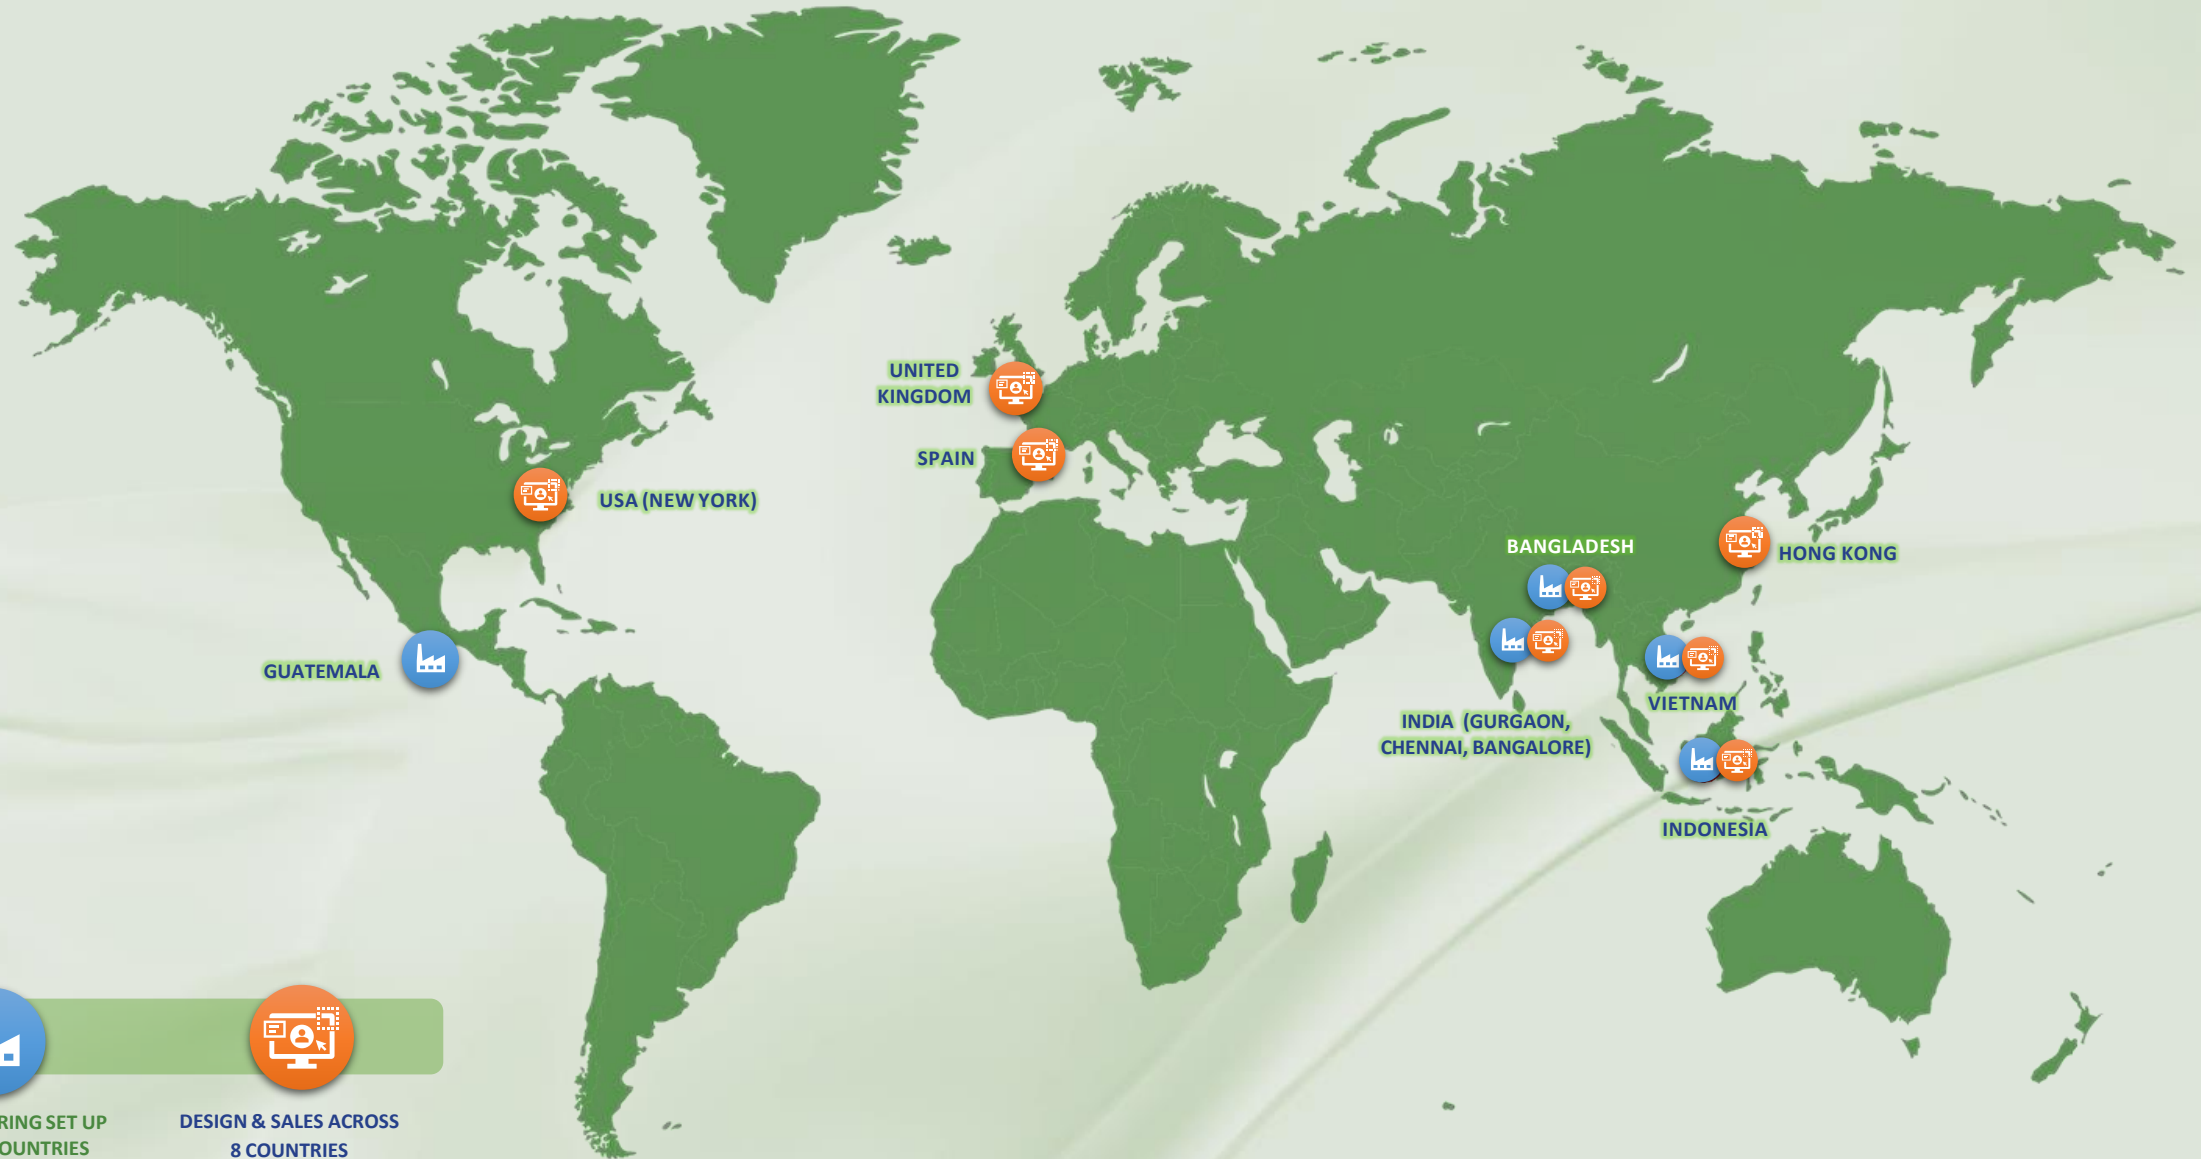 UNITED
KINGDOM
SPAIN
USA (NEW YORK)
BANGLADESH
HONG KONG
GUATEMALA
VIETNAM
INDIA (GURGAON,
CHENNAI, BANGALORE)
INDONESIA
RING SET UP
OUNTRIES
DESIGN & SALES ACROSS
8 COUNTRIES